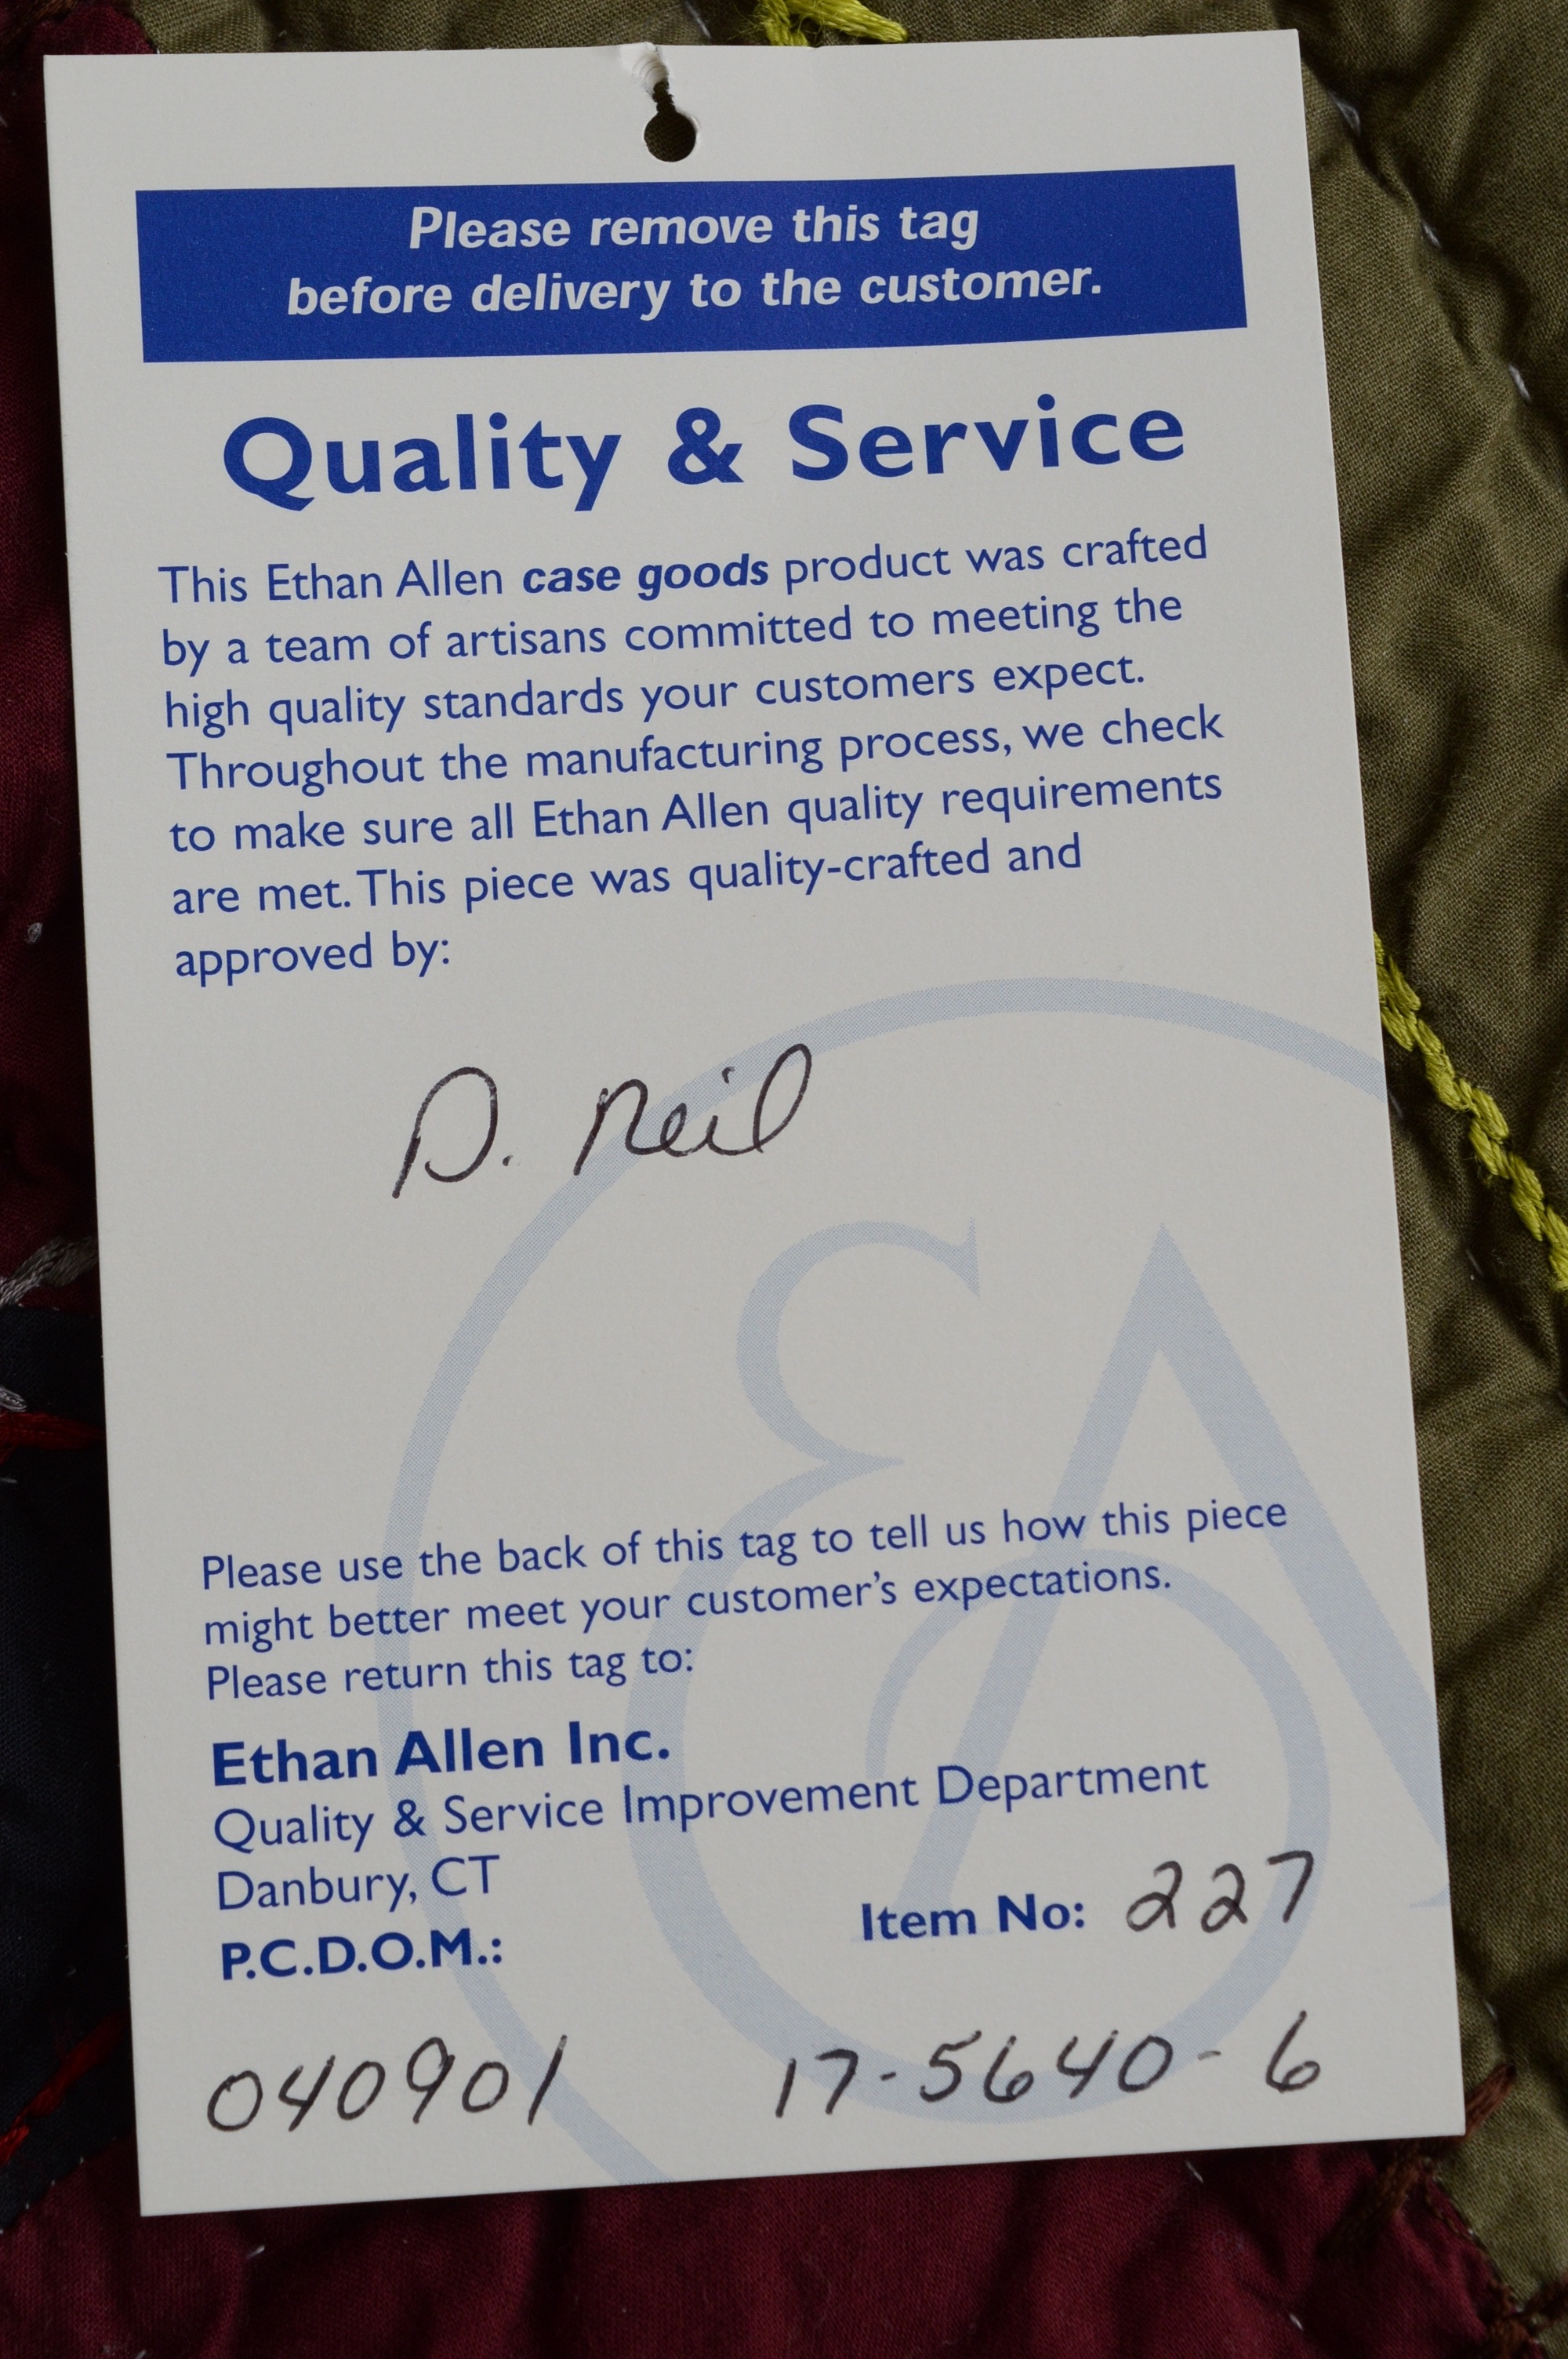 Please remove this tag
before delivery to the customer.
Quality & Service
This Ethan Allen case goods product was crafted
by a team of artisans committed to meeting the
high quality standards your customers expect.
Throughout the manufacturing process, we check
to make sure all Ethan Allen quality requirements
are met. This piece was quality-crafted and
approved by:
D. Neil
EA
Please use the back of this tag to tell us how this piece
might better meet your customer's expectations.
Please return this tag to:
Ethan Allen Inc.
Quality & Service Improvement Department
Danbury, CT
Item No: 227
P.C.D.O.M.:
040901 17-5640-6